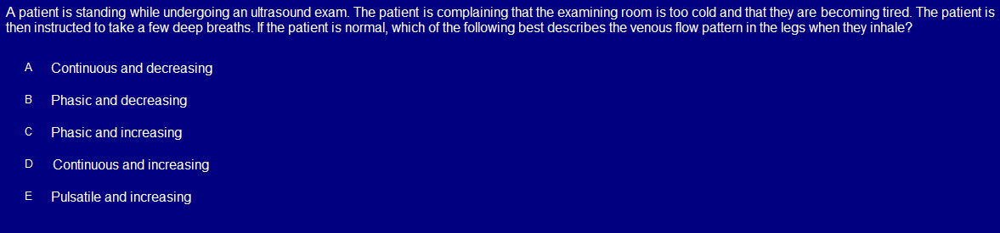 A patient is standing while undergoing an ultrasound exam. The patient is complaining that the examining room is too cold and that they are becoming tired. The patient is
then instructed to take a few deep breaths. If the patient is normal, which of the following best describes the venous flow pattern in the legs when they inhale?
A Continuous and decreasing
B Phasic and decreasing
C Phasic and increasing
D Continuous and increasing
E Pulsatile and increasing